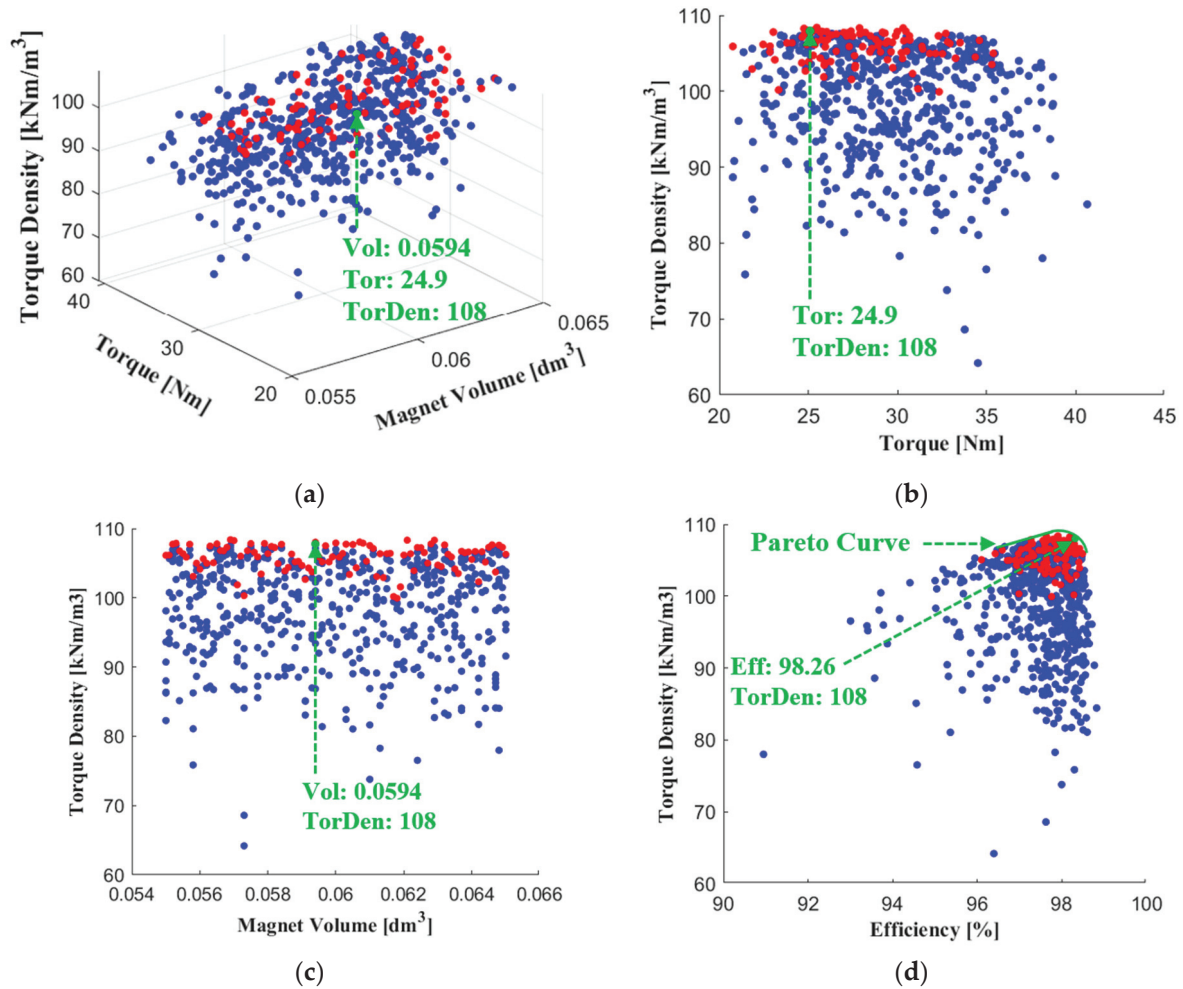 Torque Density [kNm/m3]
100
90
80
70
60
40
30
20
Torque [Nm]
0.055
0.06
0.065
Magnet Volume [dm3]
Vol: 0.0594
Tor: 24.9
TorDen: 108
(a)
Torque Density [kNm/m3]
110
100
90
80
70
60
20 25 30 35 40 45
Torque [Nm]
Tor: 24.9
TorDen: 108
(b)
Torque Density [kNm/m3]
110
100
90
80
70
60
0.054 0.056 0.058 0.06 0.062 0.064 0.066
Magnet Volume [dm3]
Vol: 0.0594
TorDen: 108
(c)
Torque Density [kNm/m3]
110
100
90
80
70
60
90 92 94 96 98 100
Efficiency [%]
Pareto Curve
Eff: 98.26
TorDen: 108
(d)